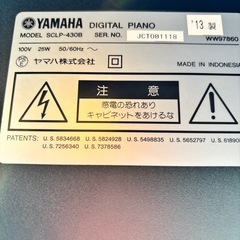 YAMAHA DIGITAL PIANO '13 製
MODEL SCLP-430B SER. NO. JCT001118 WW97860
100V 25W 50/60Hz
ヤマハ株式会社 MADE IN INDONESIA
注 意
感電の恐れあり
キャビネットをあけるな
PATENTS: U.S.5834668 U.S.5824928 U.S.5498835 U.S.5652797
U.S.7256340 U.S.7378586